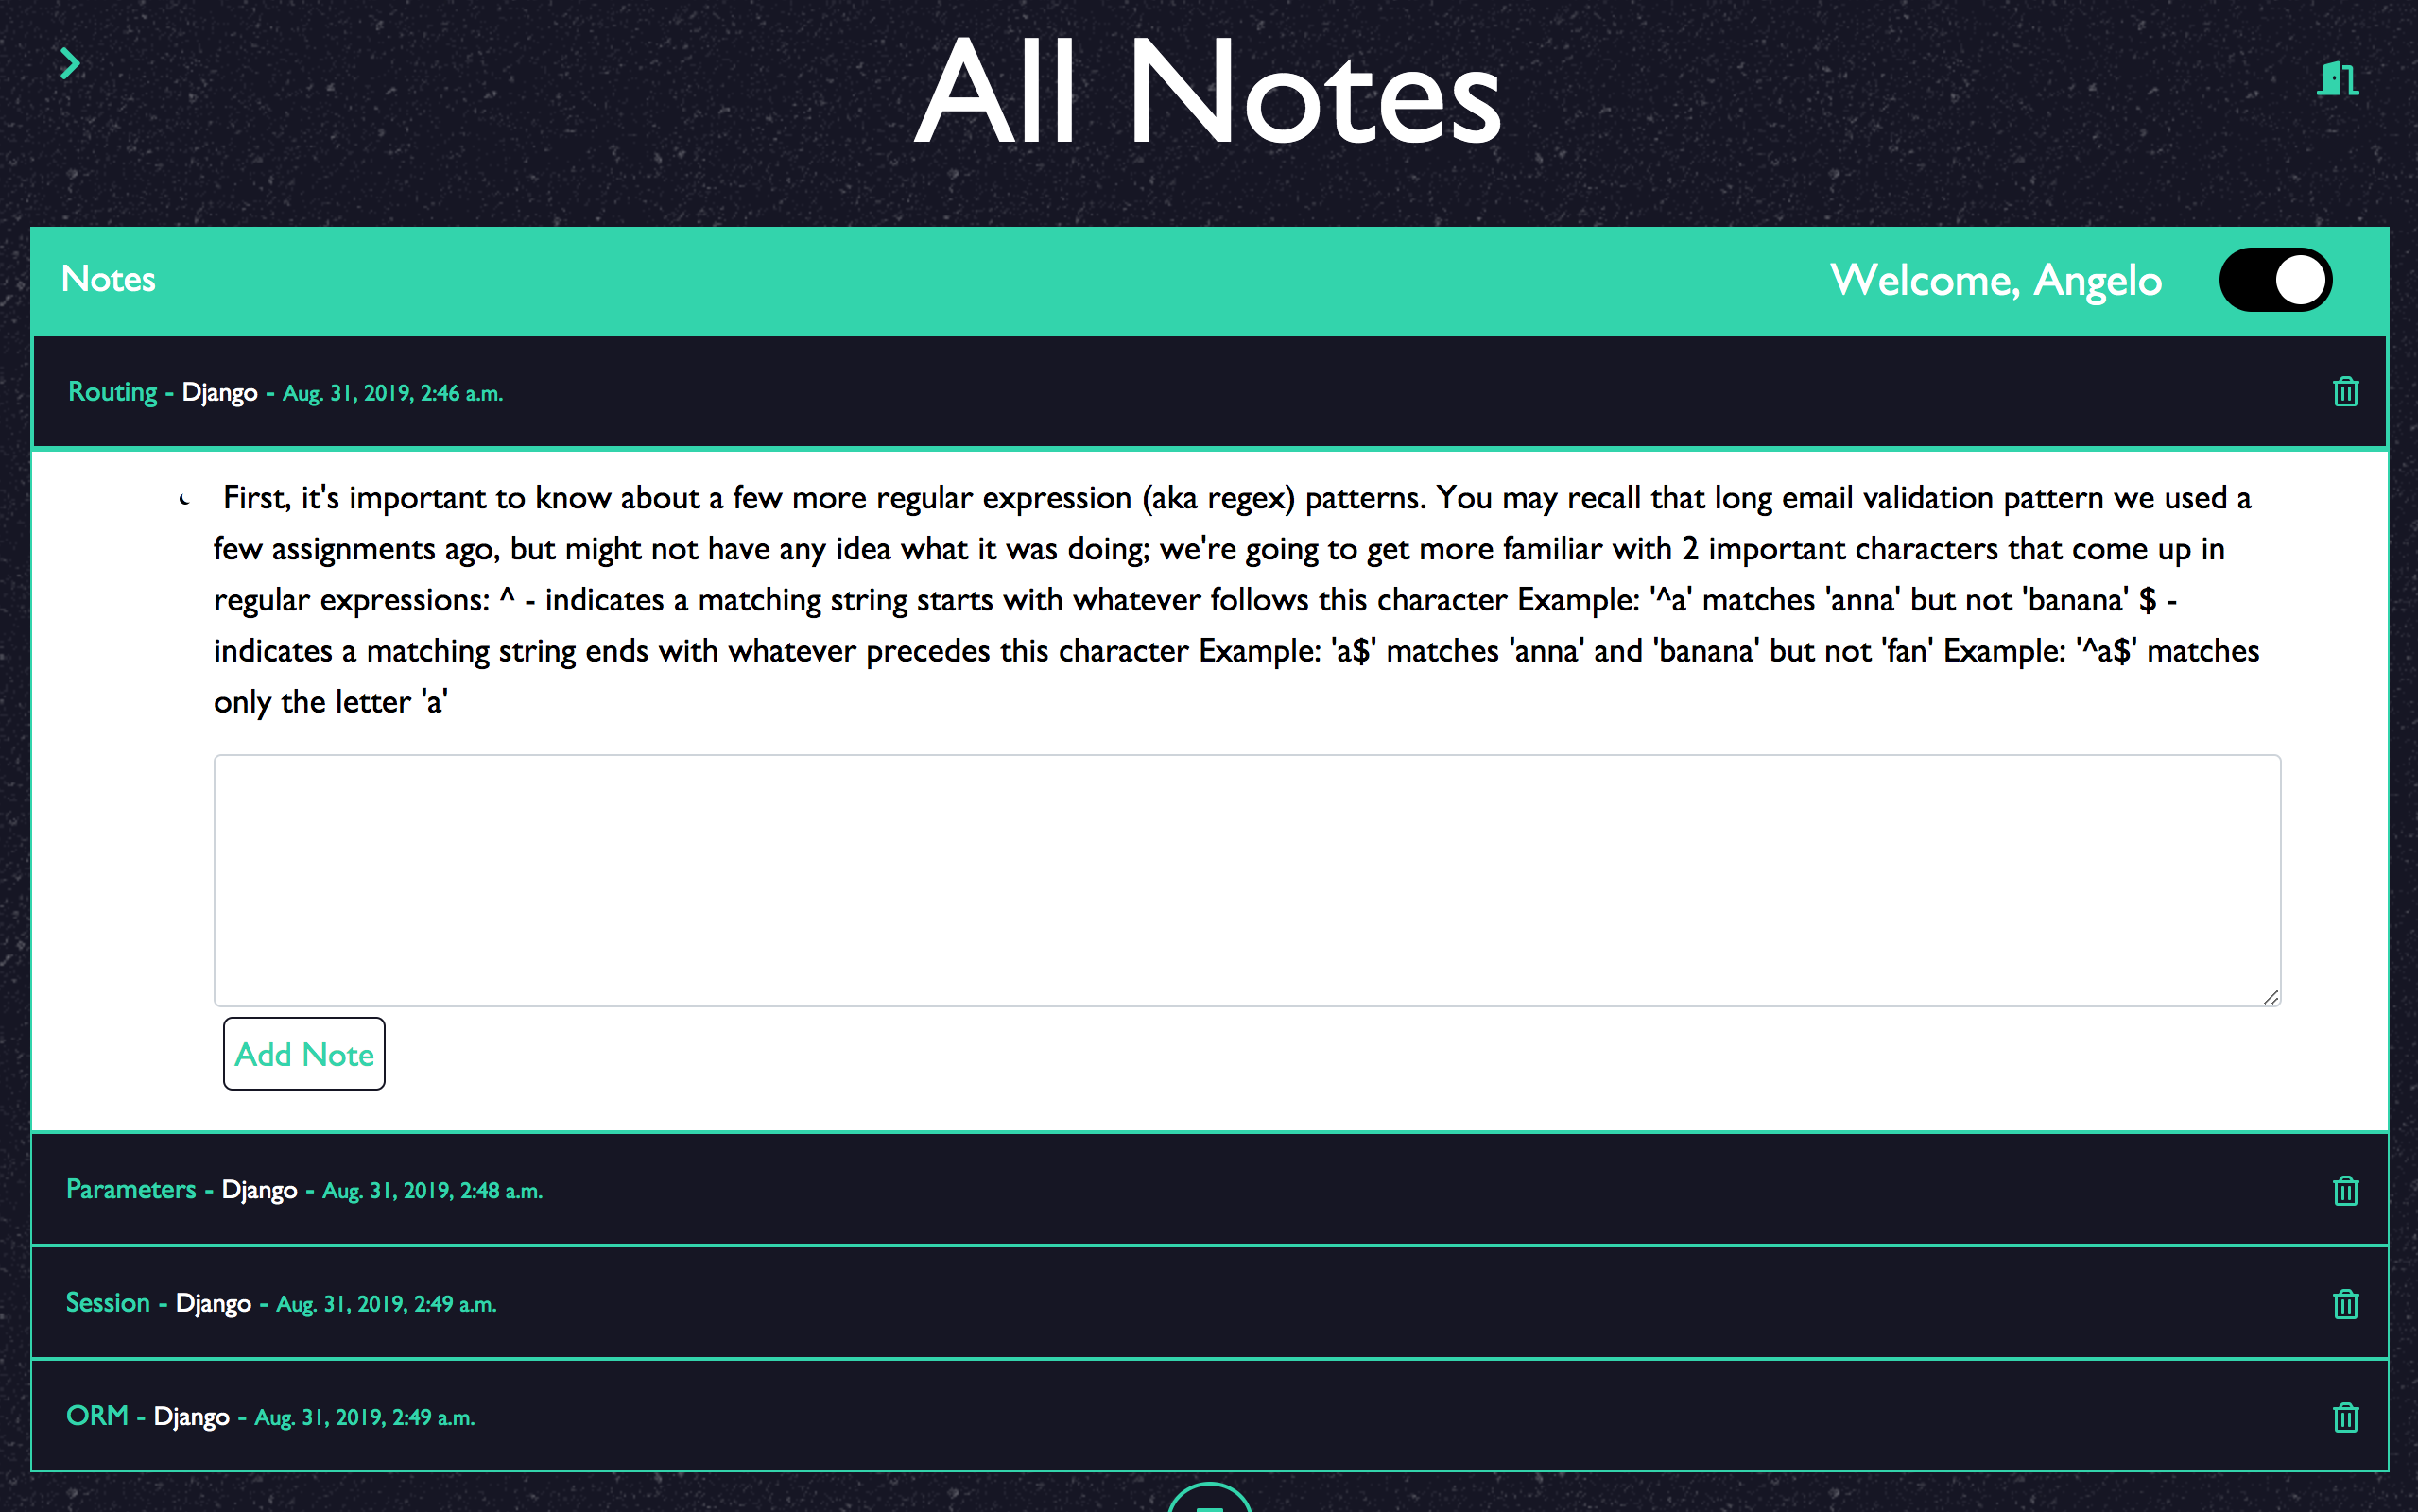 All Notes
Notes
Welcome, Angelo
Routing - Django - Aug. 31, 2019, 2:46 a.m.
First, it's important to know about a few more regular expression (aka regex) patterns. You may recall that long email validation pattern we used a
few assignments ago, but might not have any idea what it was doing; we're going to get more familiar with 2 important characters that come up in
regular expressions: ^ - indicates a matching string starts with whatever follows this character Example: '^a' matches 'anna' but not 'banana' $ -
indicates a matching string ends with whatever precedes this character Example: 'a$' matches 'anna' and 'banana' but not 'fan' Example: '^a$' matches
only the letter 'a'
Add Note
Parameters - Django - Aug. 31, 2019, 2:48 a.m.
Session - Django - Aug. 31, 2019, 2:49 a.m.
ORM - Django - Aug. 31, 2019, 2:49 a.m.